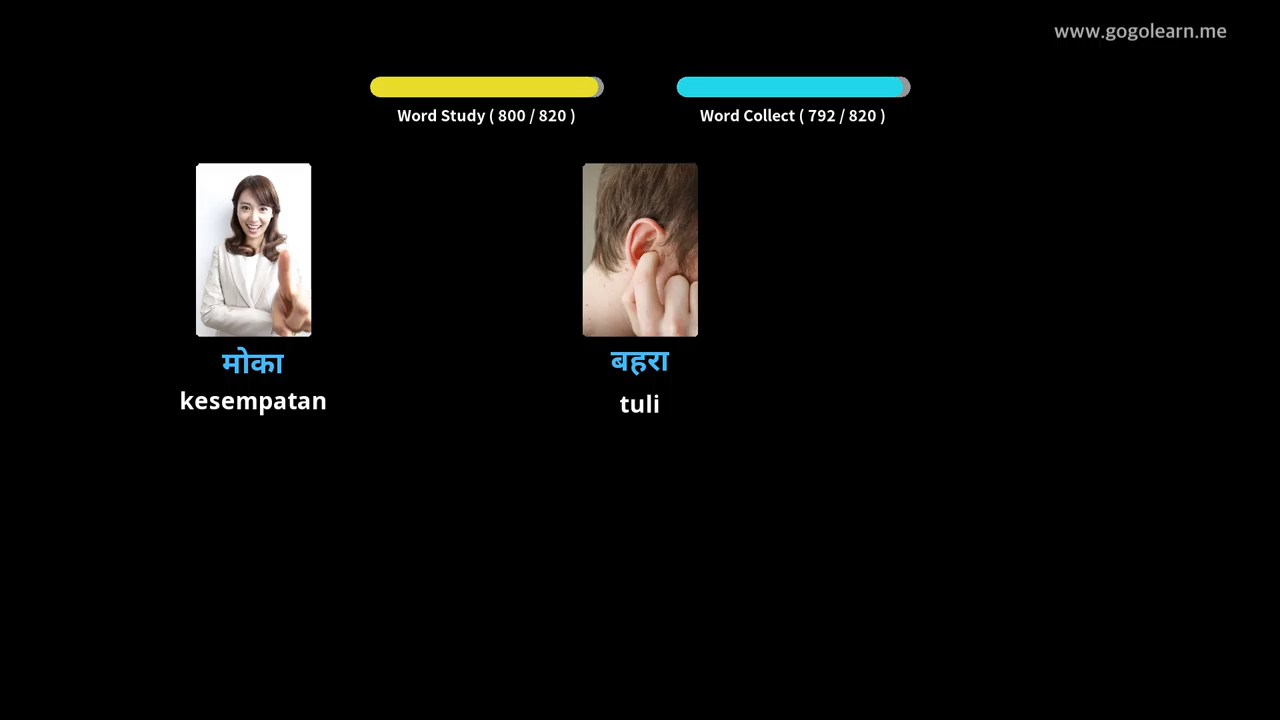 www.gogolearn.me
Word Study ( 800 / 820 )
Word Collect ( 792 / 820 )
मोका
kesempatan
बहरा
tuli